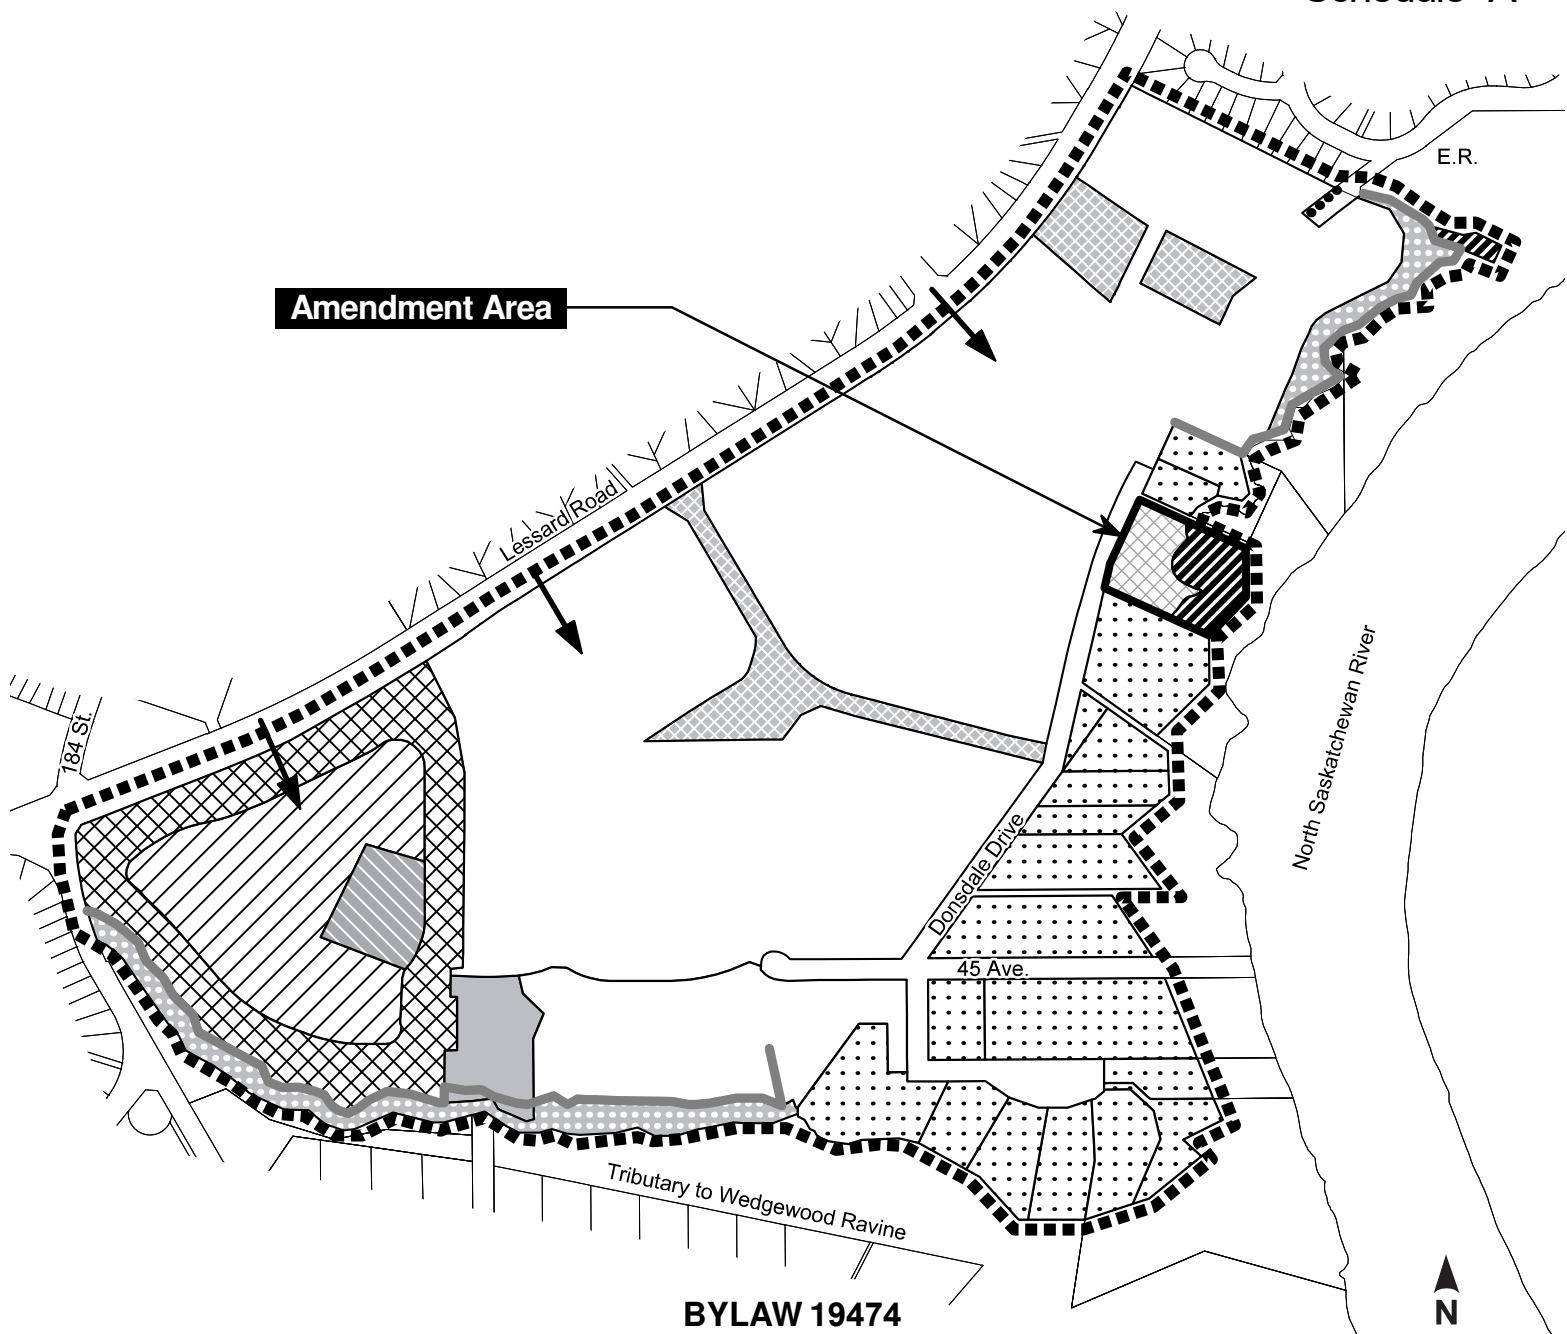 E.R.
Amendment Area
Lessard Road
184 St.
North Saskatchewan River
Donsdale Drive
45 Ave.
Tributary to Wedgewood Ravine
BYLAW 19474
N